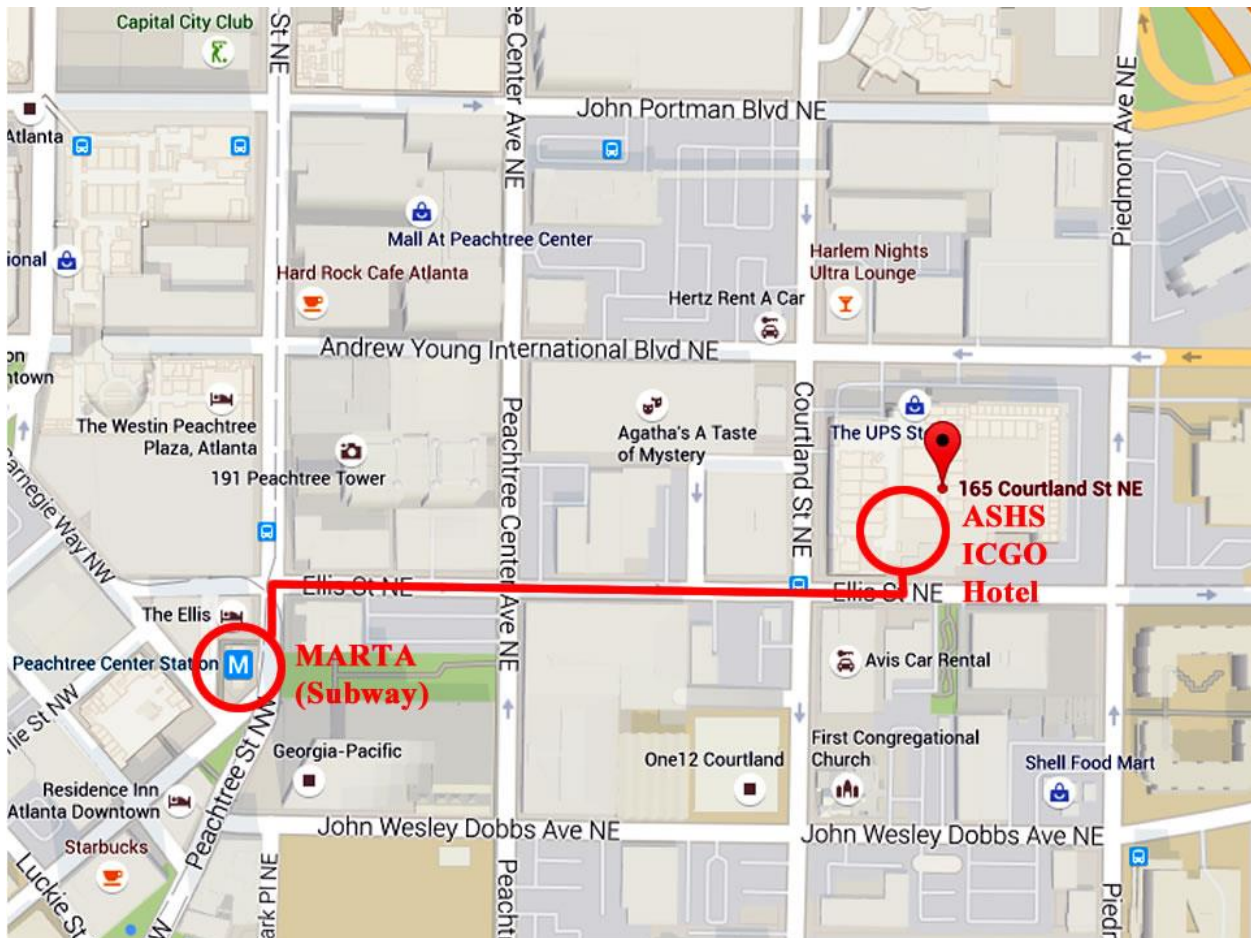 Capital City Club
St NE
ee Center Ave NE
John Portman Blvd NE
Piedmont Ave NE
Atlanta
Mall At Peachtree Center
ional
Hard Rock Cafe Atlanta
Harlem Nights
Ultra Lounge
Hertz Rent A Car
Andrew Young International Blvd NE
on
ntown
The Westin Peachtree
Plaza, Atlanta
191 Peachtree Tower
Peachtree Center Ave NE
Agatha's A Taste
of Mystery
Courtland St NE
The UPS St
165 Courtland St NE
ASHS
ICGO
Hotel
Carnegie Way NW
Ellis St NE
Ellis St NE
The Ellis
Peachtree Center Station
M
MARTA
(Subway)
Avis Car Rental
lie St NW
Peachtree St NW
Georgia-Pacific
One12 Courtland
First Congregational
Church
Shell Food Mart
Residence Inn
Atlanta Downtown
John Wesley Dobbs Ave NE
John Wesley Dobbs Ave NE
Starbucks
Luckie St NW
ark Pl NE
Peacht
Piedr